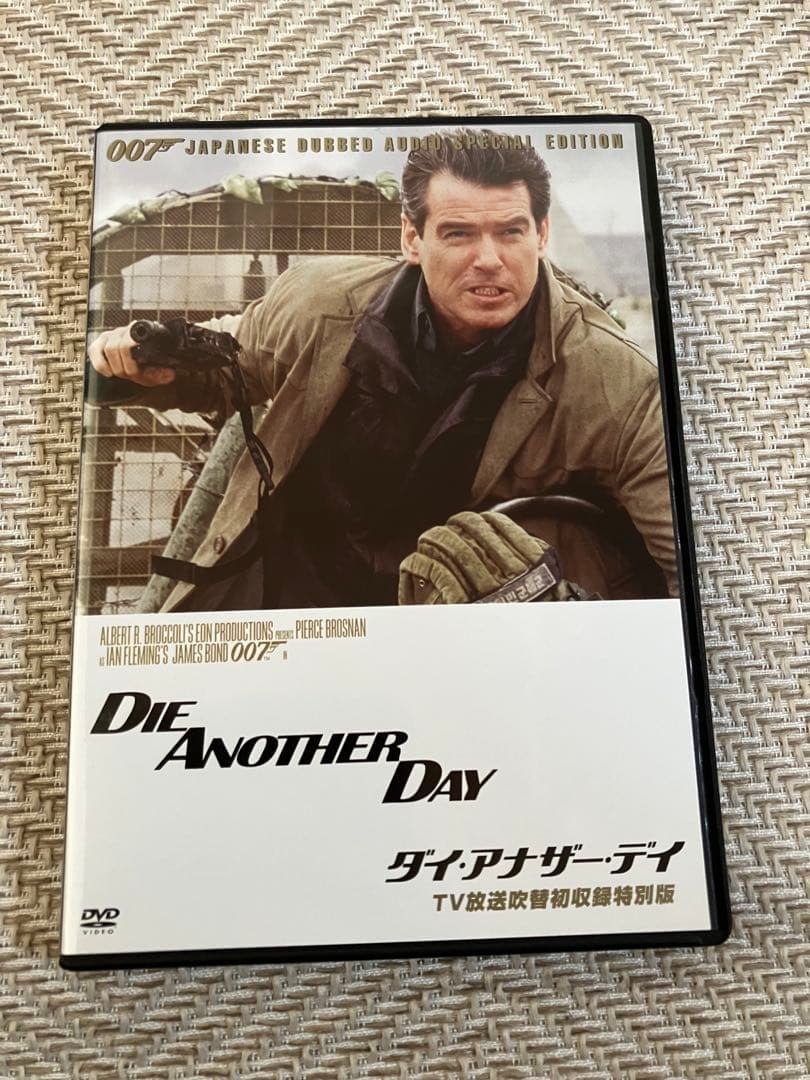 007 JAPANESE DUBBED AUDIO SPECIAL EDITION
ALBERT R. BROCCOLI'S EON PRODUCTIONS PRESENTS PIERCE BROSNAN
AS IAN FLEMING'S JAMES BOND 007 IN
DIE ANOTHER DAY
ダイ・アナザー・デイ
TV放送吹替初収録特別版
DVD
VIDEO